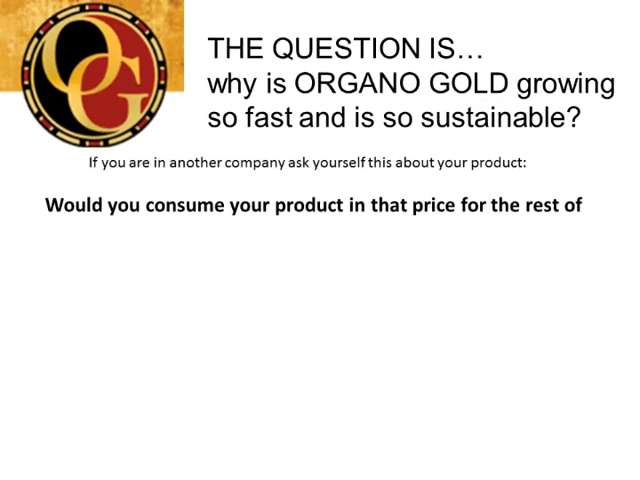 OG
THE QUESTION IS…
why is ORGANO GOLD growing
so fast and is so sustainable?
If you are in another company ask yourself this about your product:
Would you consume your product in that price for the rest of